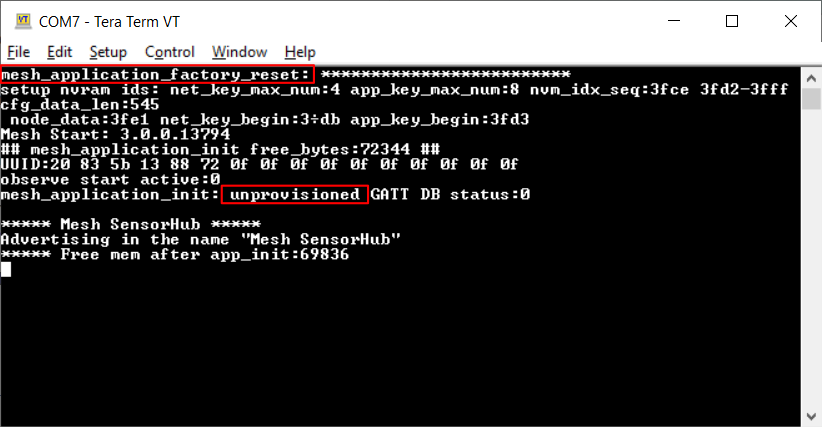 COM7 - Tera Term VT
File Edit Setup Control Window Help
mesh_application_factory_reset: *************************
setup nvram ids: net_key_max_num:4 app_key_max_num:8 nvm_idx_seq:3fce 3fd2-3fff
cfg_data_len:545
node_data:3fe1 net_key_begin:3÷db app_key_begin:3fd3
Mesh Start: 3.0.0.13794
## mesh_application_init free_bytes:72344 ##
UUID:20 83 5b 13 88 72 0f 0f 0f 0f 0f 0f 0f 0f 0f 0f
observe start active:0
mesh_application_init: unprovisioned GATT DB status:0
***** Mesh SensorHub *****
Advertising in the name "Mesh SensorHub"
***** Free mem after app_init:69836